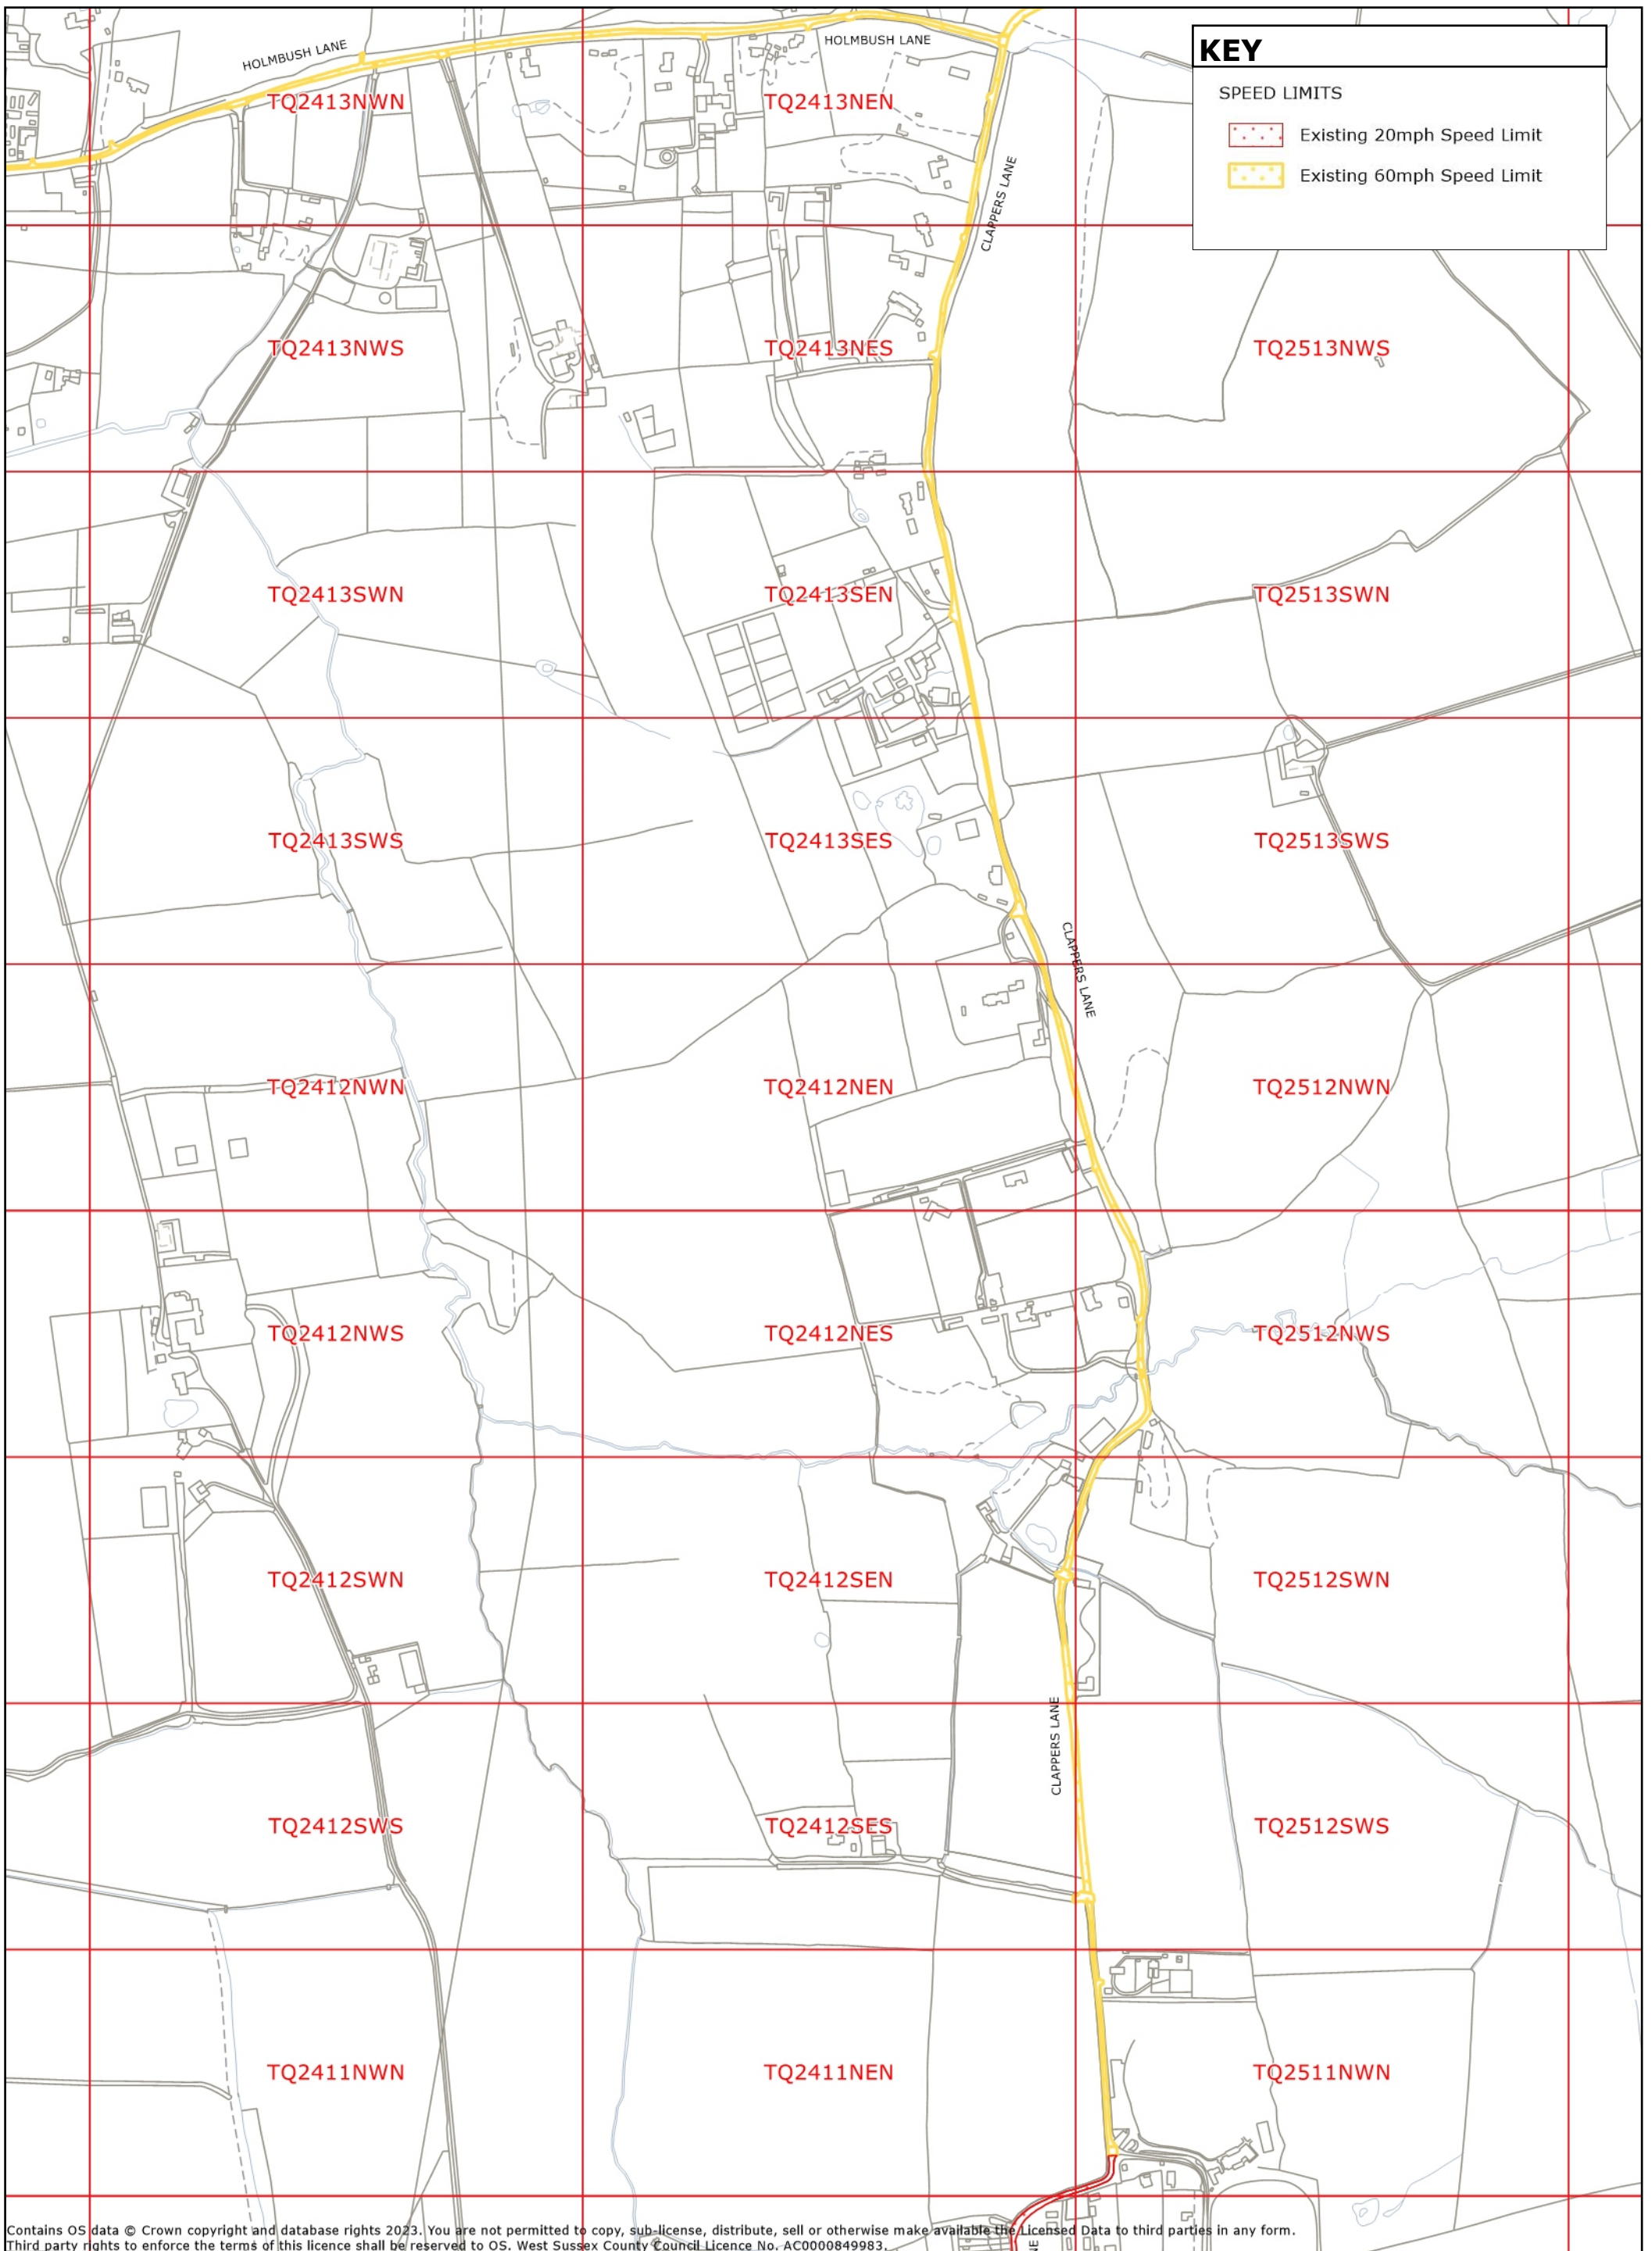 HOLMBUSH LANE
HOLMBUSH LANE
KEY
SPEED LIMITS
Existing 20mph Speed Limit
Existing 60mph Speed Limit
TQ2413NWN
TQ2413NEN
CLAPPERS LANE
TQ2413NWS
TQ2413NES
TQ2513NWS
TQ2413SWN
TQ2413SEN
TQ2513SWN
TQ2413SWS
TQ2413SES
TQ2513SWS
CLAPPERS LANE
TQ2412NWN
TQ2412NEN
TQ2512NWN
TQ2412NWS
TQ2412NES
TQ2512NWS
TQ2412SWN
TQ2412SEN
TQ2512SWN
CLAPPERS LANE
TQ2412SWS
TQ2412SES
TQ2512SWS
TQ2411NWN
TQ2411NEN
TQ2511NWN
Contains OS data © Crown copyright and database rights 2023. You are not permitted to copy, sub-license, distribute, sell or otherwise make available the Licensed Data to third parties in any form.
Third party rights to enforce the terms of this licence shall be reserved to OS. West Sussex County Council Licence No. AC0000849983.
NE